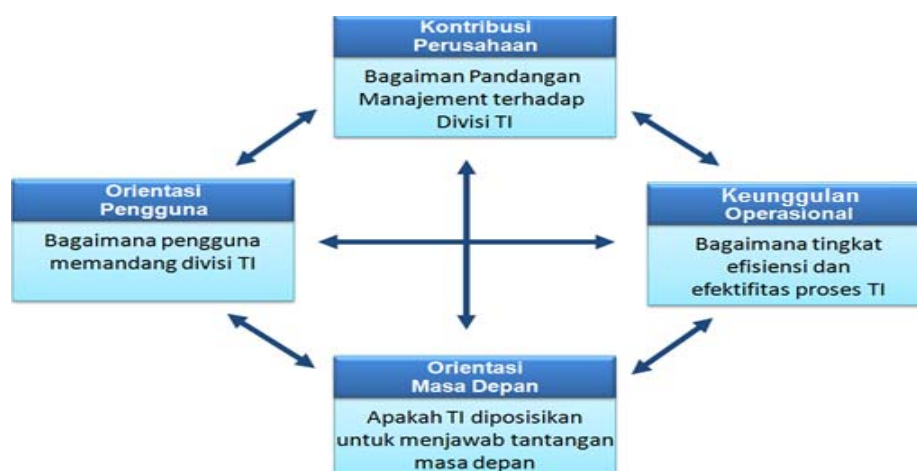 Kontribusi
Perusahaan
Bagaiman Pandangan
Manajement terhadap
Divisi TI
Orientasi
Pengguna
Bagaimana pengguna
memandang divisi TI
Keunggulan
Operasional
Bagaimana tingkat
efisiensi dan
efektifitas proses TI
Orientasi
Masa Depan
Apakah TI diposisikan
untuk menjawab tantangan
masa depan